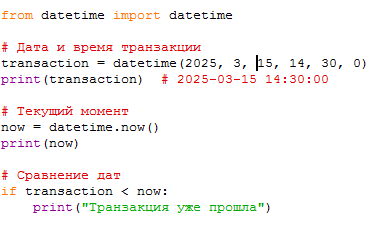 from datetime import datetime
# Дата и время транзакции
transaction = datetime(2025, 3, 15, 14, 30, 0)
print(transaction)  # 2025-03-15 14:30:00
# Текущий момент
now = datetime.now()
print(now)
# Сравнение дат
if transaction < now:
    print("Транзакция уже прошла")